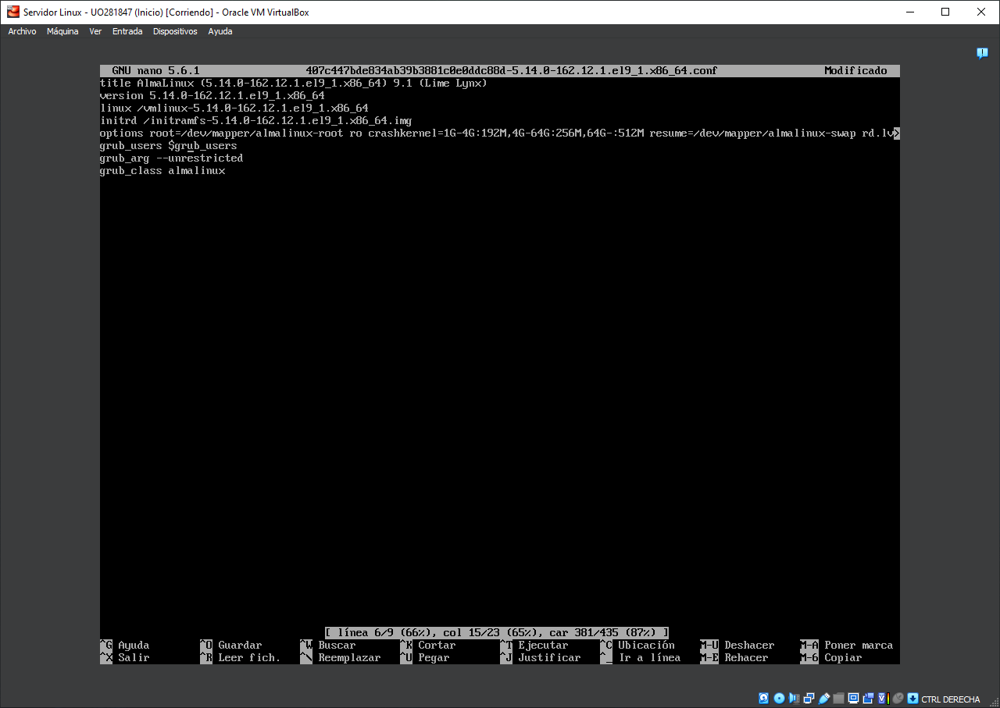 Servidor Linux - UO281847 (Inicio) [Corriendo] - Oracle VM VirtualBox
Archivo Máquina Ver Entrada Dispositivos Ayuda
GNU nano 5.6.1 407c447bde834ab39b3881c0e0ddc88d-5.14.0-162.12.1.el9_1.x86_64.conf Modificado
title AlmaLinux (5.14.0-162.12.1.el9_1.x86_64) 9.1 (Lime Lynx)
version 5.14.0-162.12.1.el9_1.x86_64
linux /vmlinux-5.14.0-162.12.1.el9_1.x86_64
initrd /initramfs-5.14.0-162.12.1.el9_1.x86_64.img
options root=/dev/mapper/almalinux-root ro crashkernel=1G-4G:192M,4G-64G:256M,64G-:512M resume=/dev/mapper/almalinux-swap rd.lv>
grub_users $grub_users
grub_arg --unrestricted
grub_class almalinux
[ línea 6/9 (66%), col 15/23 (65%), car 381/435 (87%) ]
^G Ayuda ^O Guardar ^W Buscar ^K Cortar ^T Ejecutar ^C Ubicación M-U Deshacer M-A Poner marca
^X Salir ^R Leer fich. ^\ Reemplazar ^U Pegar ^J Justificar ^_ Ir a línea M-E Rehacer M-6 Copiar
CTRL DERECHA